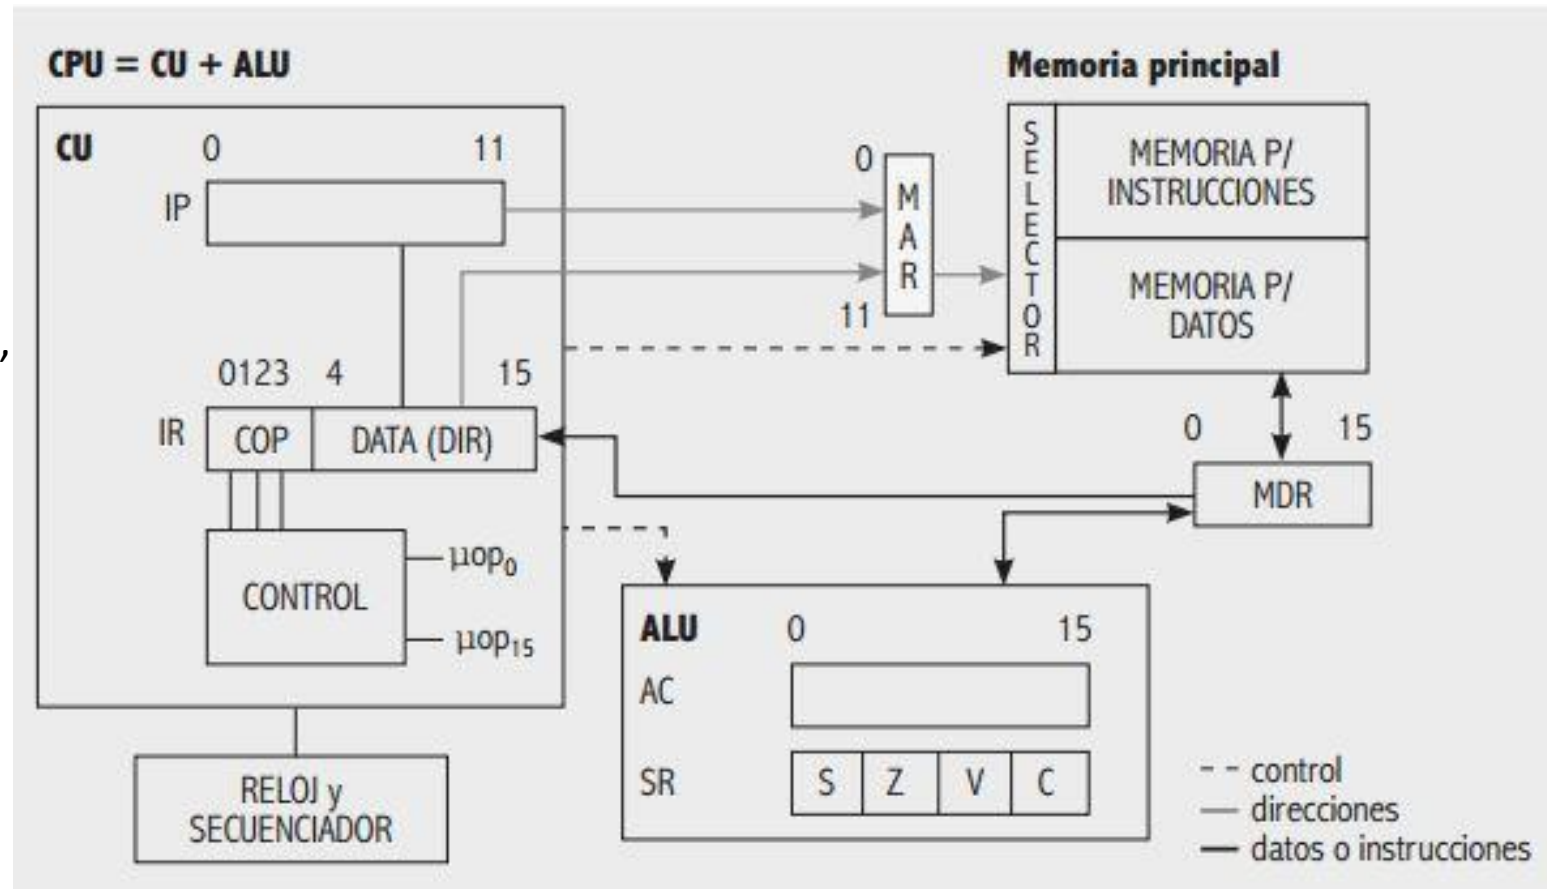 CPU = CU + ALU
Memoria principal
CU
0
11
IP
0
MAR
11
SELECTOR
MEMORIA P/
INSTRUCCIONES
MEMORIA P/
DATOS
,
0123
4
15
IR
COP
DATA (DIR)
0
15
MDR
CONTROL
μop₀
μop₁₅
ALU
0
15
AC
SR
S
Z
V
C
RELOJ y
SECUENCIADOR
control
direcciones
datos o instrucciones